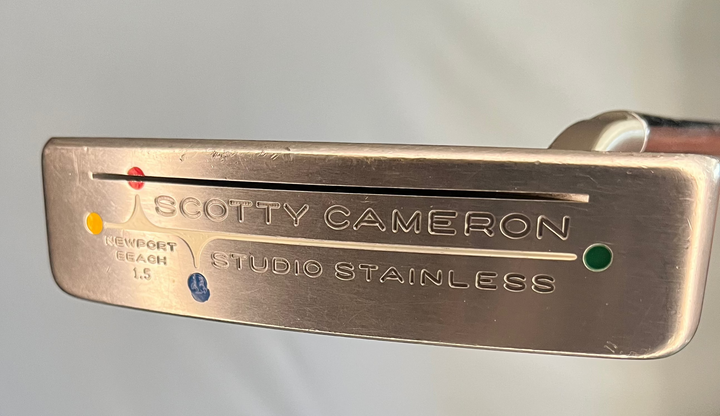 SCOTTY CAMERON
NEWPORT
BEACH
1.5
STUDIO STAINLESS